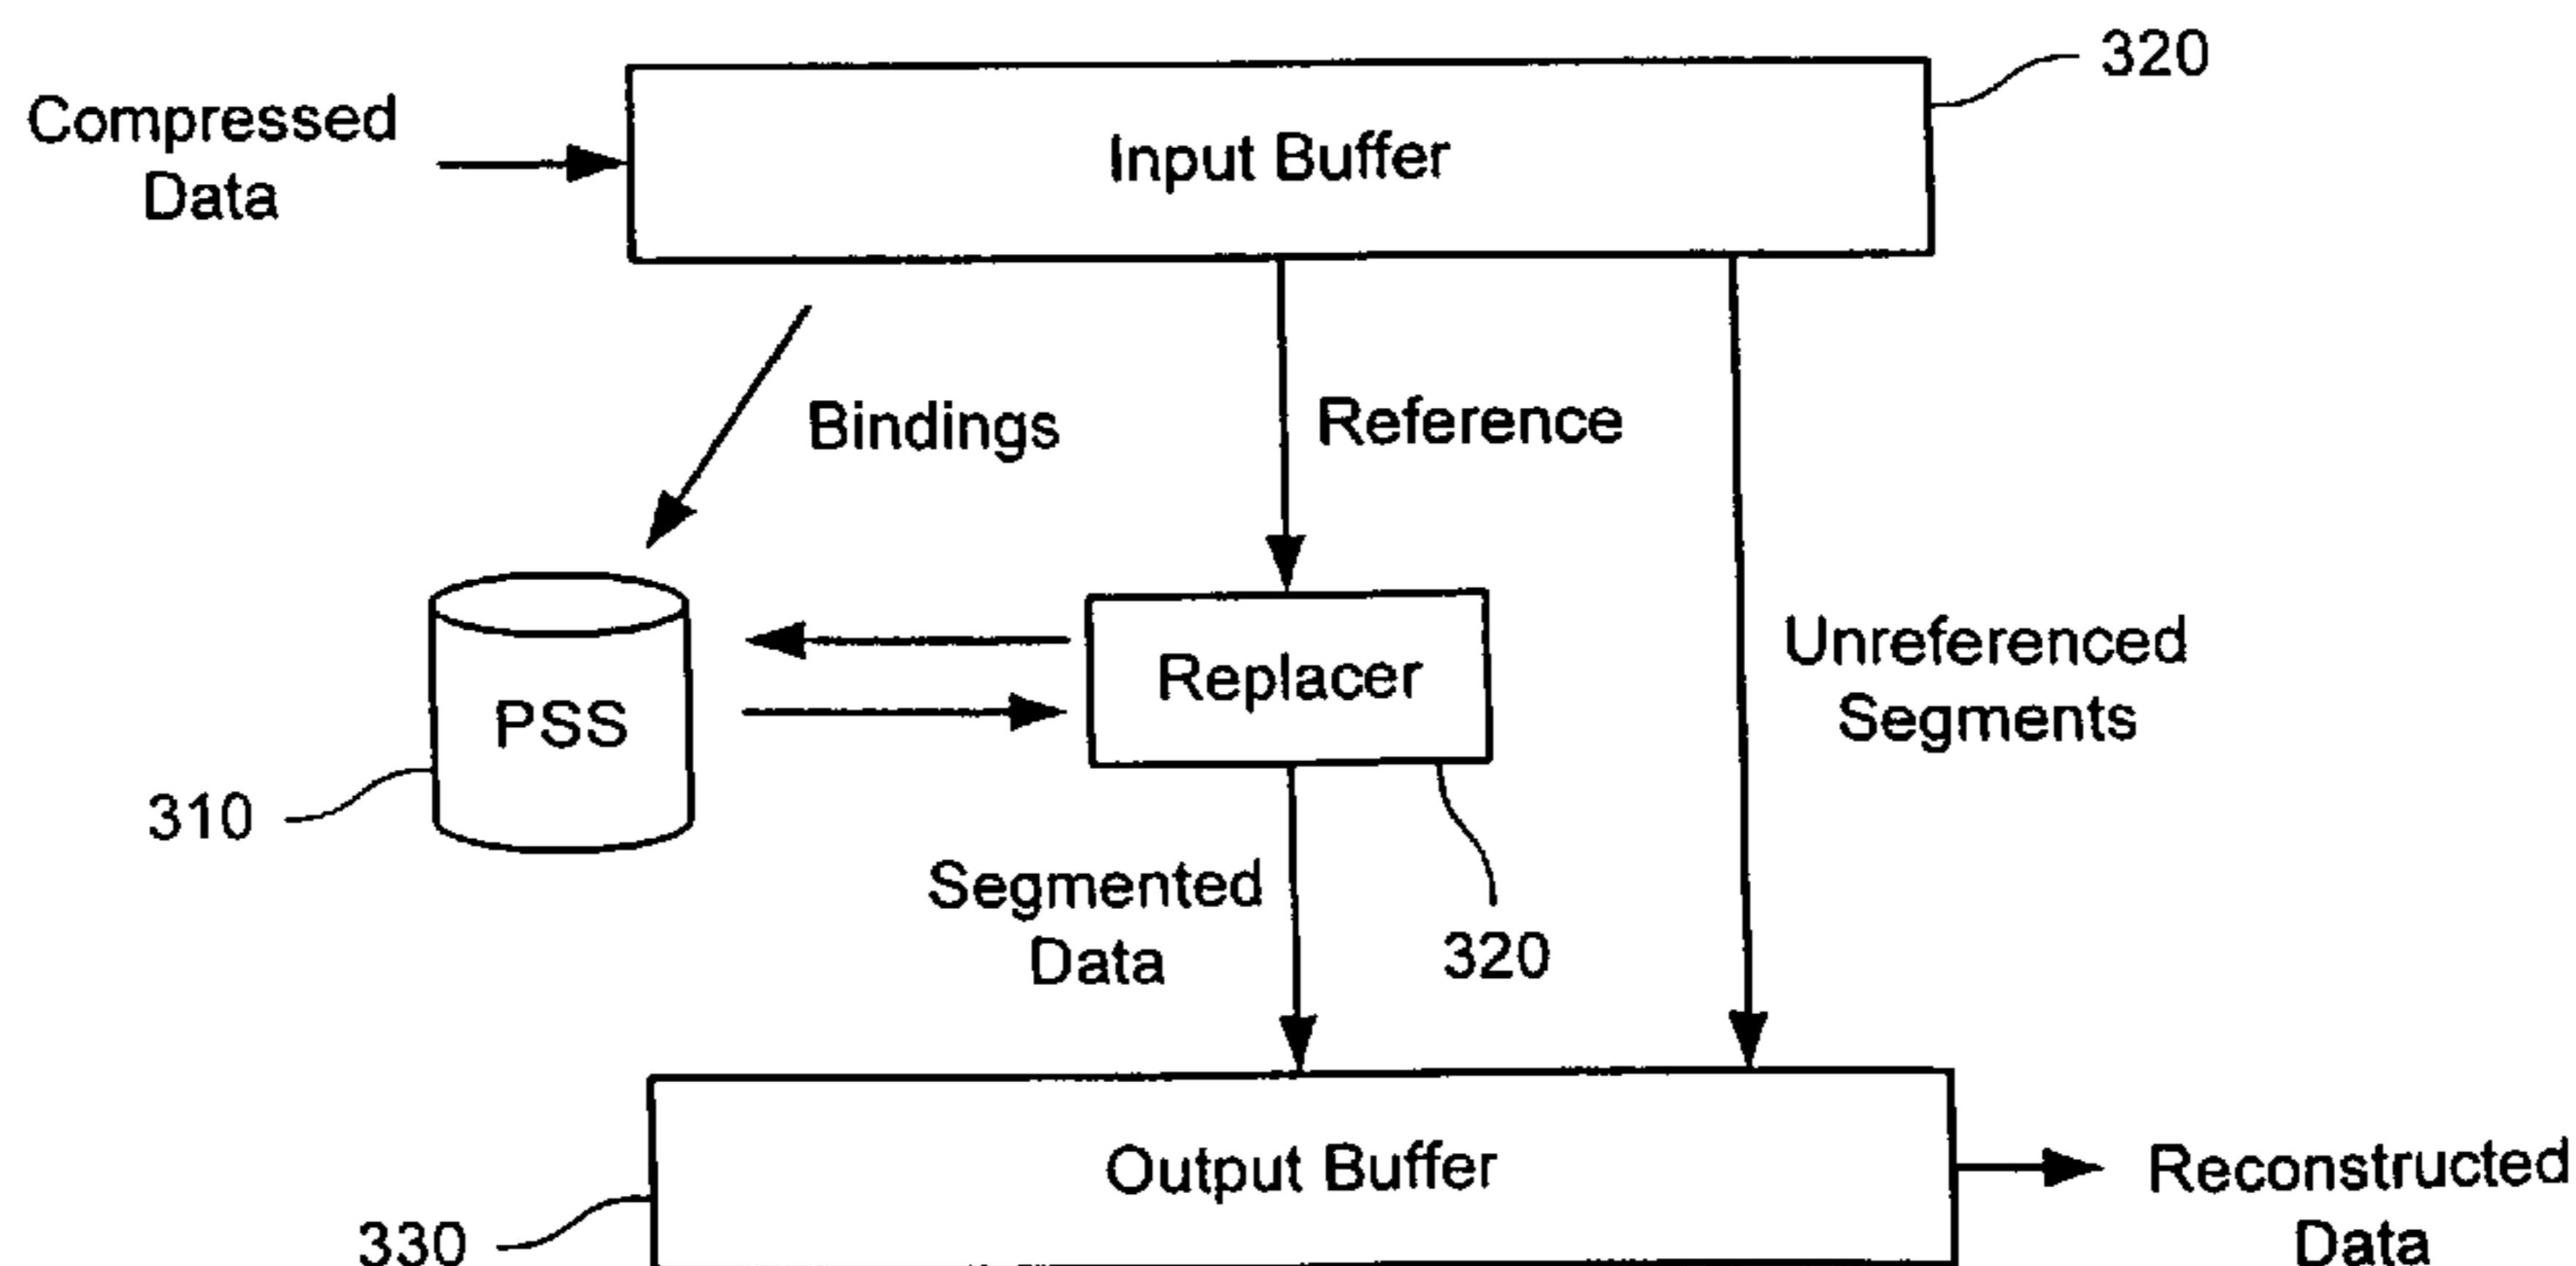 320
Compressed
Data
Input Buffer
Bindings
Reference
Replacer
Unreferenced
Segments
PSS
310
Segmented
Data
320
Output Buffer
Reconstructed
Data
330